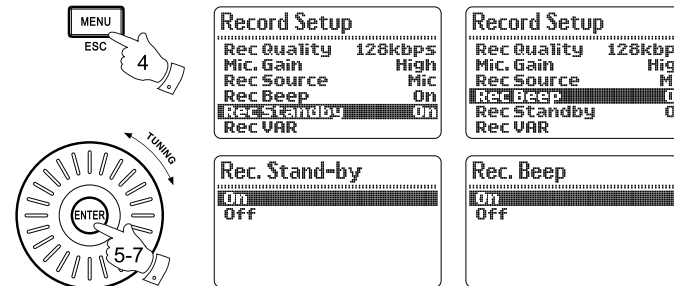 MENU
ESC
4
TUNING
ENTER
5-7
Record Setup
Rec Quality 128kbps
Mic. Gain High
Rec Source Mic
Rec Beep On
Rec Standby On
Rec VAR
Rec. Stand-by
On
Off
Record Setup
Rec Quality 128kbp
Mic. Gain Hig
Rec Source M
Rec Beep
Rec Standby
Rec VAR
Rec. Beep
On
Off